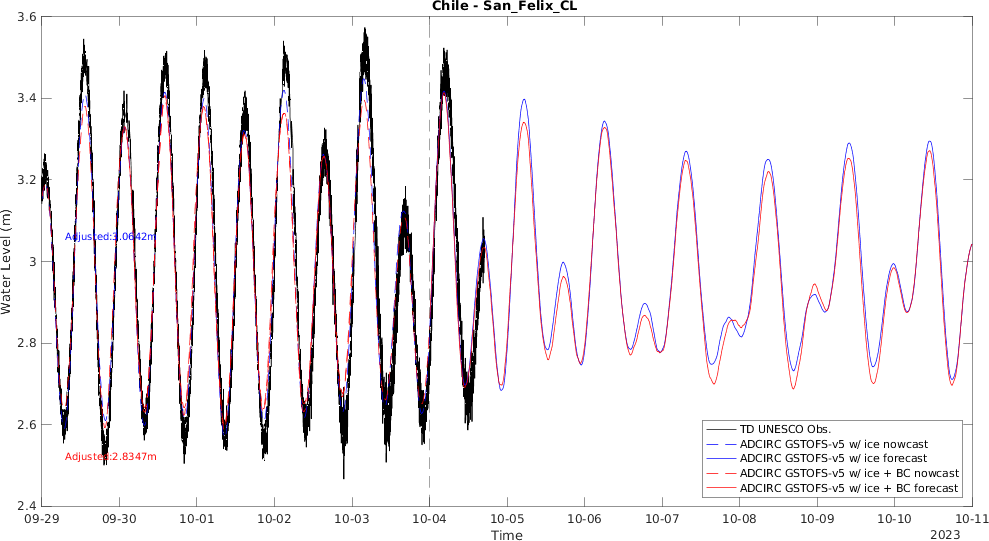 Chile - San_Felix_CL
Water Level (m)
3.6
3.4
3.2
3
2.8
2.6
2.4
Adjusted:3.0642m
Adjusted:2.8347m
TD UNESCO Obs.
ADCIRC GSTOFS-v5 w/ ice nowcast
ADCIRC GSTOFS-v5 w/ ice forecast
ADCIRC GSTOFS-v5 w/ ice + BC nowcast
ADCIRC GSTOFS-v5 w/ ice + BC forecast
09-29 09-30 10-01 10-02 10-03 10-04 10-05 10-06 10-07 10-08 10-09 10-10 10-11
Time
2023